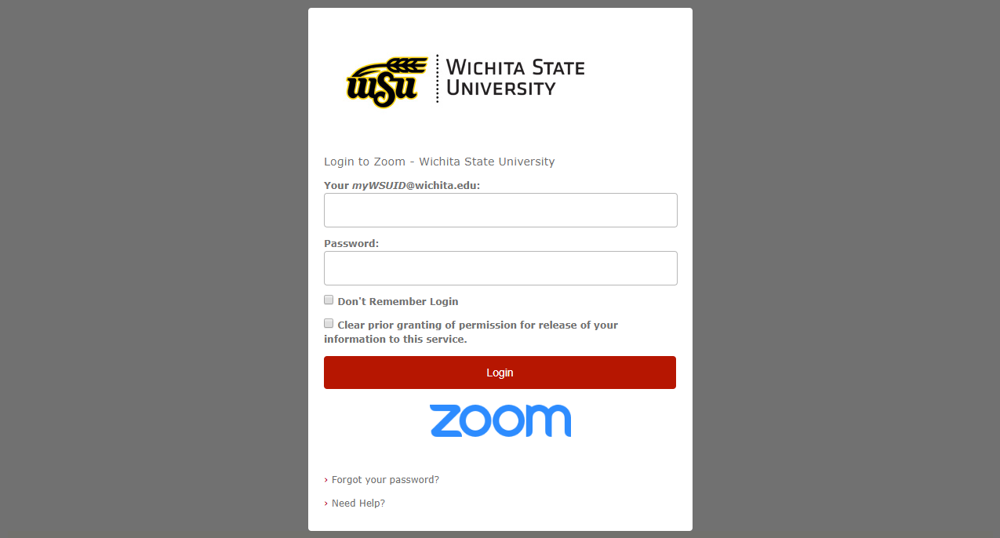 wsu
WICHITA STATE
UNIVERSITY
Login to Zoom - Wichita State University
Your myWSUID@wichita.edu:
Password:
Don't Remember Login
Clear prior granting of permission for release of your
information to this service.
Login
zoom
› Forgot your password?
› Need Help?